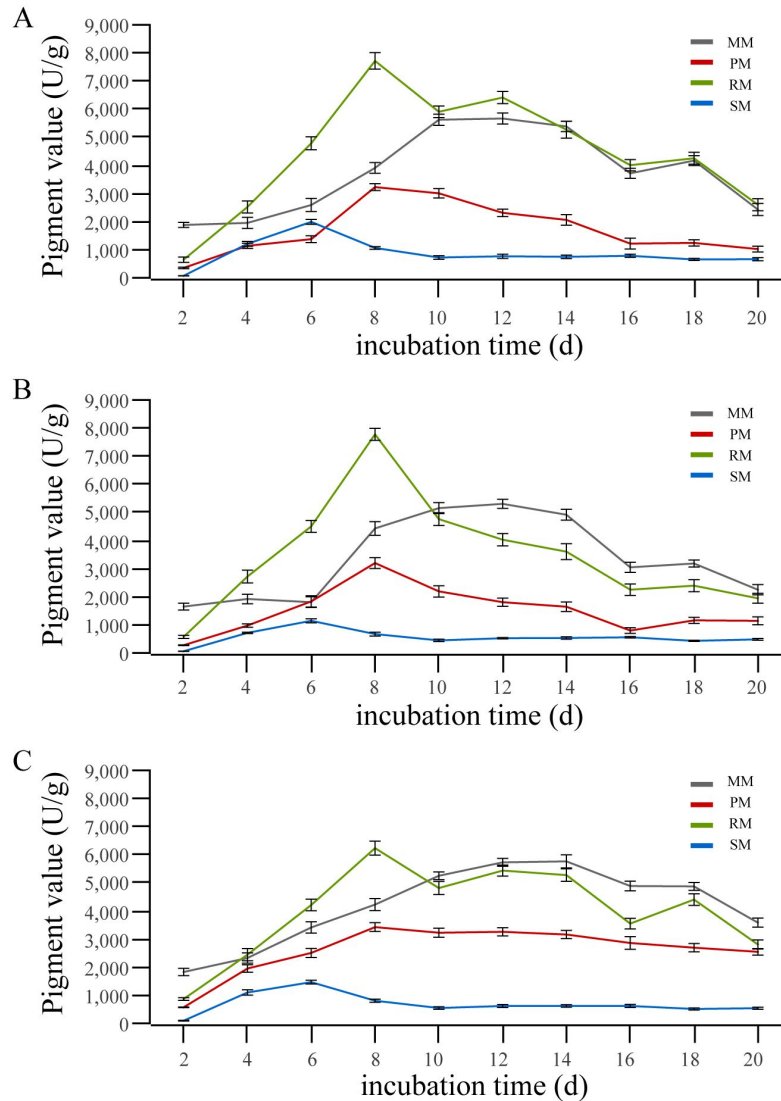 A
Pigment value (U/g)
9,000
8,000
7,000
6,000
5,000
4,000
3,000
2,000
1,000
0
MM
PM
RM
SM
2 4 6 8 10 12 14 16 18 20
incubation time (d)
B
Pigment value (U/g)
9,000
8,000
7,000
6,000
5,000
4,000
3,000
2,000
1,000
0
MM
PM
RM
SM
2 4 6 8 10 12 14 16 18 20
incubation time (d)
C
Pigment value (U/g)
9,000
8,000
7,000
6,000
5,000
4,000
3,000
2,000
1,000
0
MM
PM
RM
SM
2 4 6 8 10 12 14 16 18 20
incubation time (d)